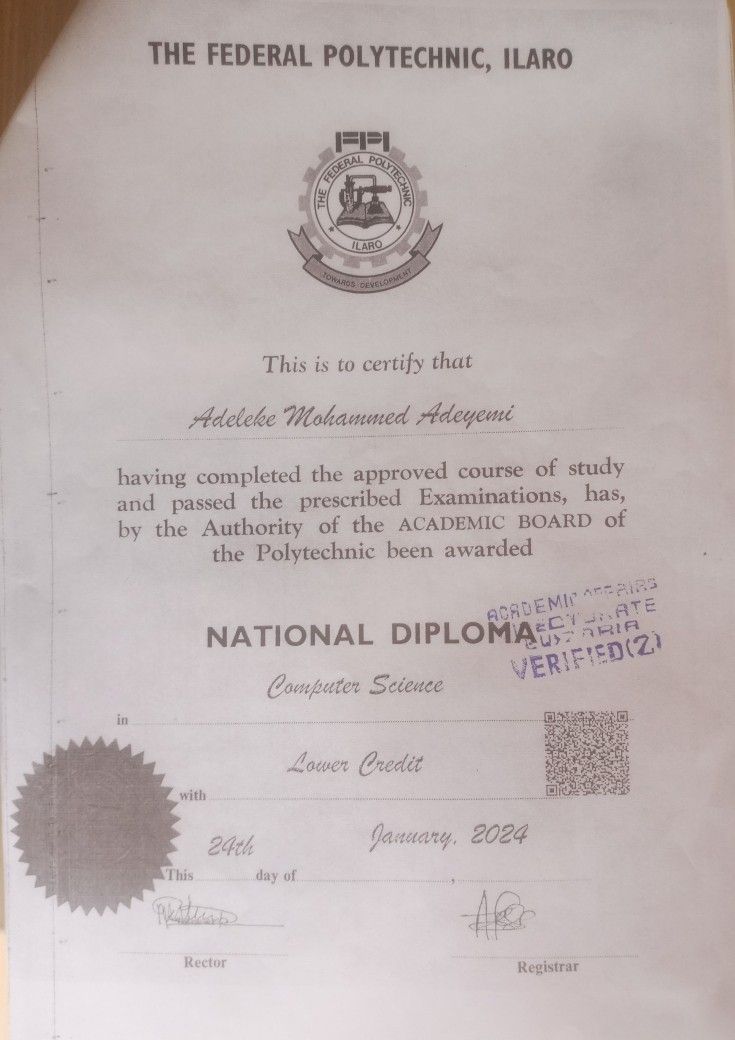 THE FEDERAL POLYTECHNIC, ILARO
FPI
THE FEDERAL POLYTECHNIC
ILARO
TOWARDS DEVELOPMENT
This is to certify that
Adeleke Mohammed Adeyemi
having completed the approved course of study
and passed the prescribed Examinations, has,
by the Authority of the ACADEMIC BOARD of
the Polytechnic been awarded
ACADEMIC AFFAIRS
VERIFIED(2)
NATIONAL DIPLOMA
Computer Science
in
Lower Credit
with
24th January, 2024
This day of ,
Rector Registrar